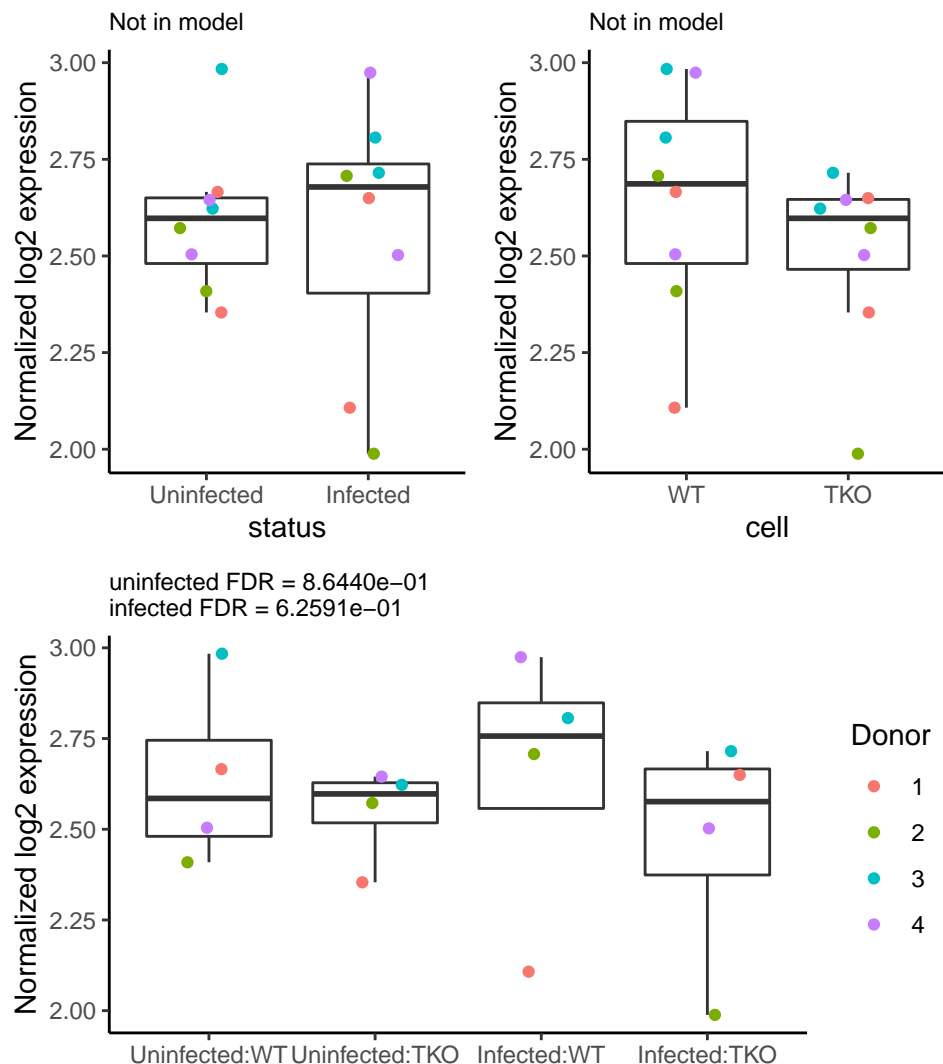 Not in model
Normalized log2 expression
3.00
2.75
2.50
2.25
2.00
Uninfected Infected
status
Not in model
Normalized log2 expression
3.00
2.75
2.50
2.25
2.00
WT TKO
cell
uninfected FDR = 8.6440e−01
infected FDR = 6.2591e−01
Normalized log2 expression
3.00
2.75
2.50
2.25
2.00
Uninfected:WT Uninfected:TKO Infected:WT Infected:TKO
Donor
1
2
3
4